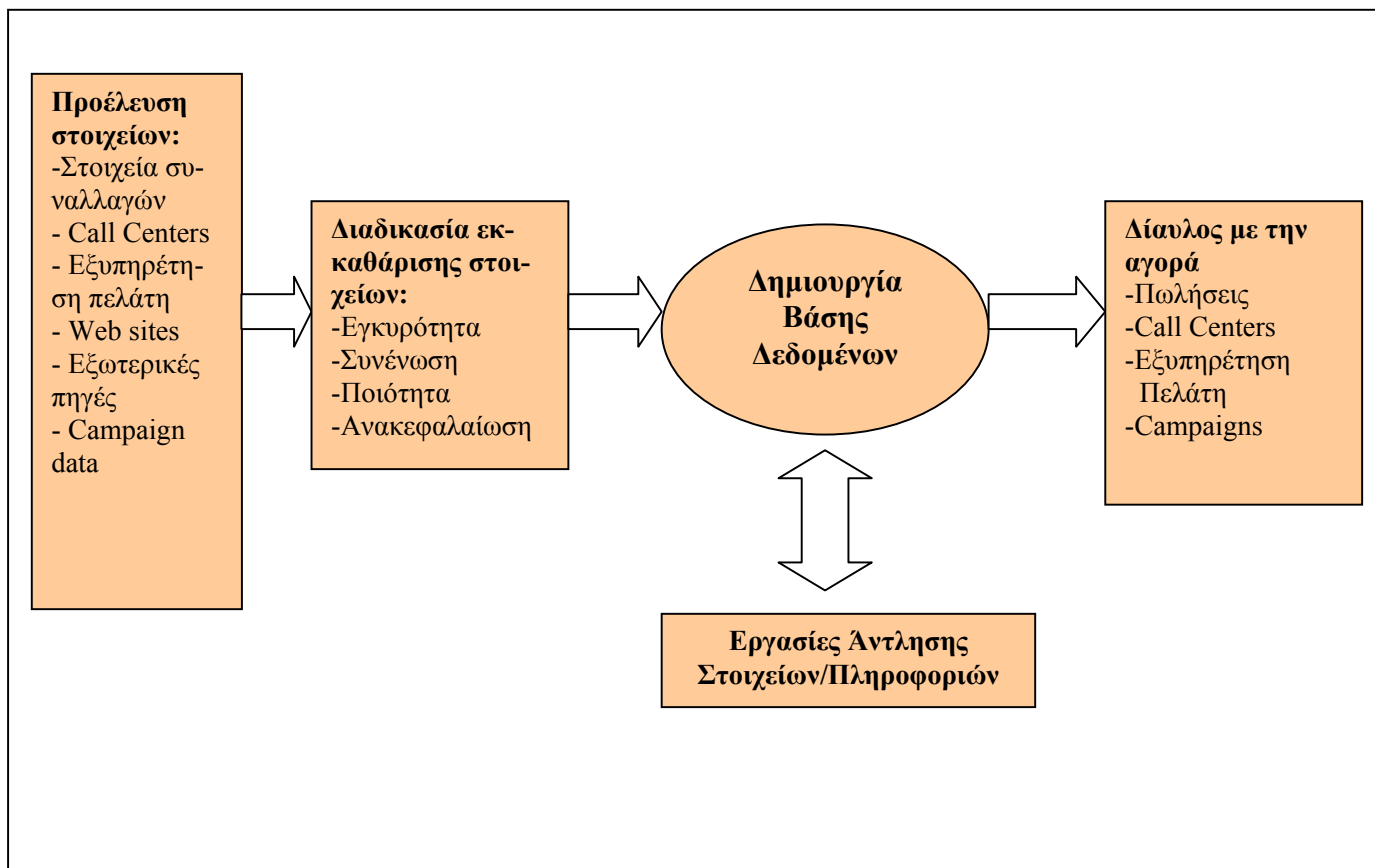 Προέλευση
στοιχείων:
-Στοιχεία συ-
ναλλαγών
- Call Centers
- Εξυπηρέτη-
ση πελάτη
- Web sites
- Εξωτερικές
πηγές
- Campaign
data
Διαδικασία εκ-
καθάρισης στοι-
χείων:
-Εγκυρότητα
-Συνένωση
-Ποιότητα
-Ανακεφαλαίωση
Δημιουργία
Βάσης
Δεδομένων
Δίαυλος με την
αγορά
-Πωλήσεις
-Call Centers
-Εξυπηρέτηση
Πελάτη
-Campaigns
Εργασίες Άντλησης
Στοιχείων/Πληροφοριών